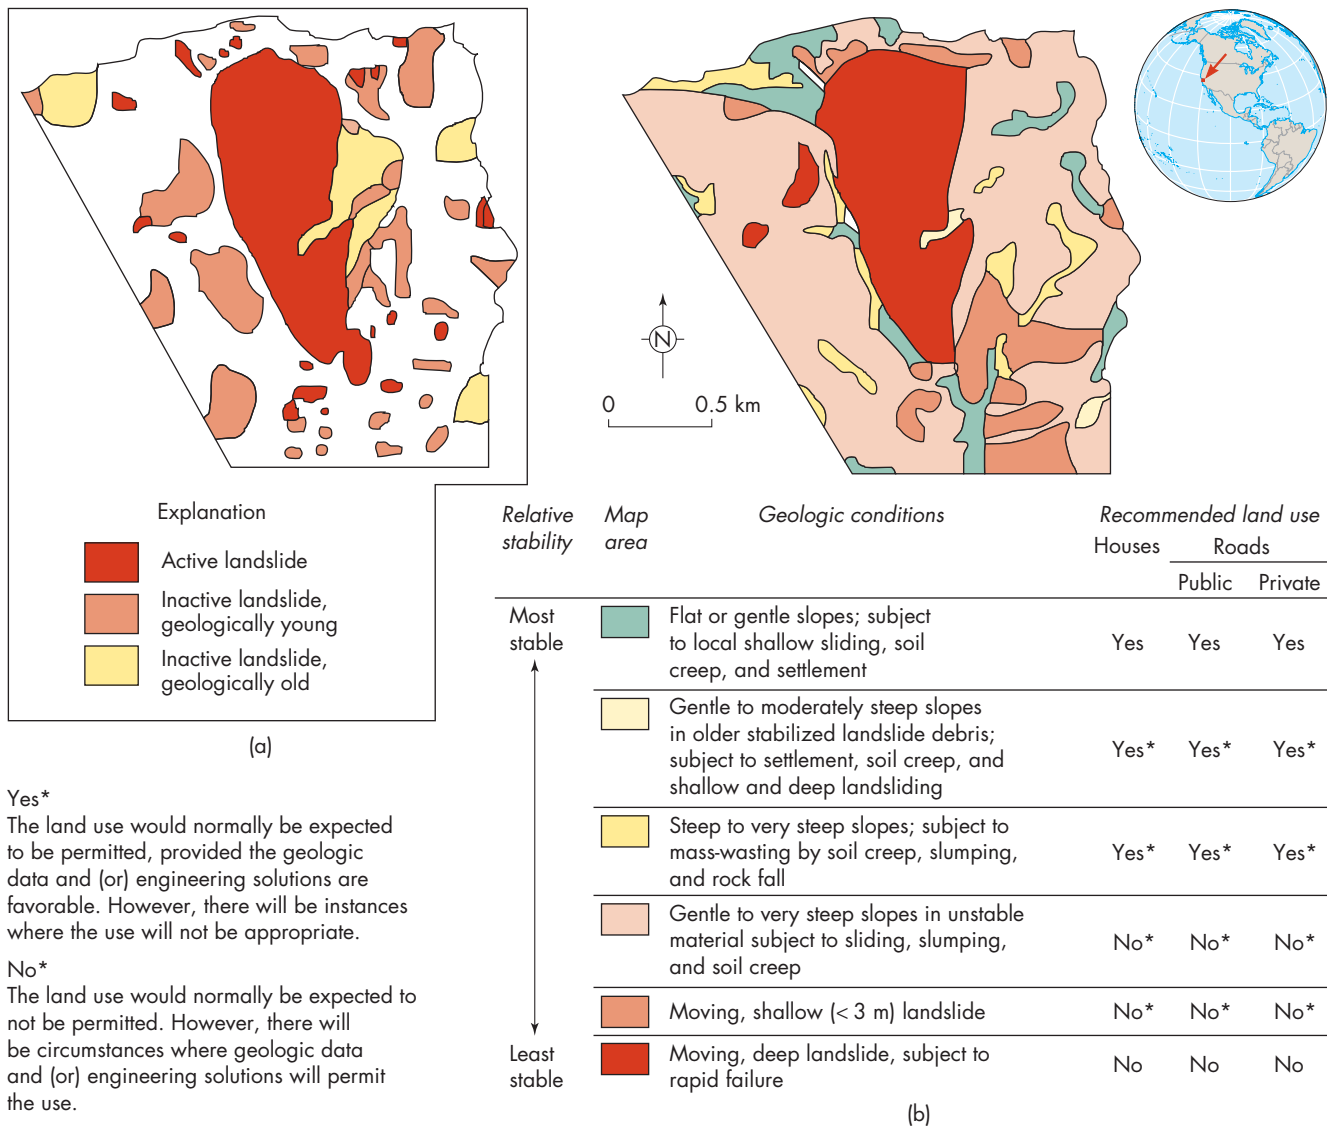 N
0 0.5 km
Explanation
Active landslide
Inactive landslide,
geologically young
Inactive landslide,
geologically old
(a)
Yes*
The land use would normally be expected
to be permitted, provided the geologic
data and (or) engineering solutions are
favorable. However, there will be instances
where the use will not be appropriate.
No*
The land use would normally be expected to
not be permitted. However, there will
be circumstances where geologic data
and (or) engineering solutions will permit
the use.
Relative
stability
Map
area
Geologic conditions
Recommended land use
Houses
Roads
Public Private
Most
stable
Flat or gentle slopes; subject
to local shallow sliding, soil
creep, and settlement
Yes Yes Yes
Gentle to moderately steep slopes
in older stabilized landslide debris;
subject to settlement, soil creep, and
shallow and deep landsliding
Yes* Yes* Yes*
Steep to very steep slopes; subject to
mass-wasting by soil creep, slumping,
and rock fall
Yes* Yes* Yes*
Gentle to very steep slopes in unstable
material subject to sliding, slumping,
and soil creep
No* No* No*
Moving, shallow (< 3 m) landslide
No* No* No*
Least
stable
Moving, deep landslide, subject to
rapid failure
No No No
(b)